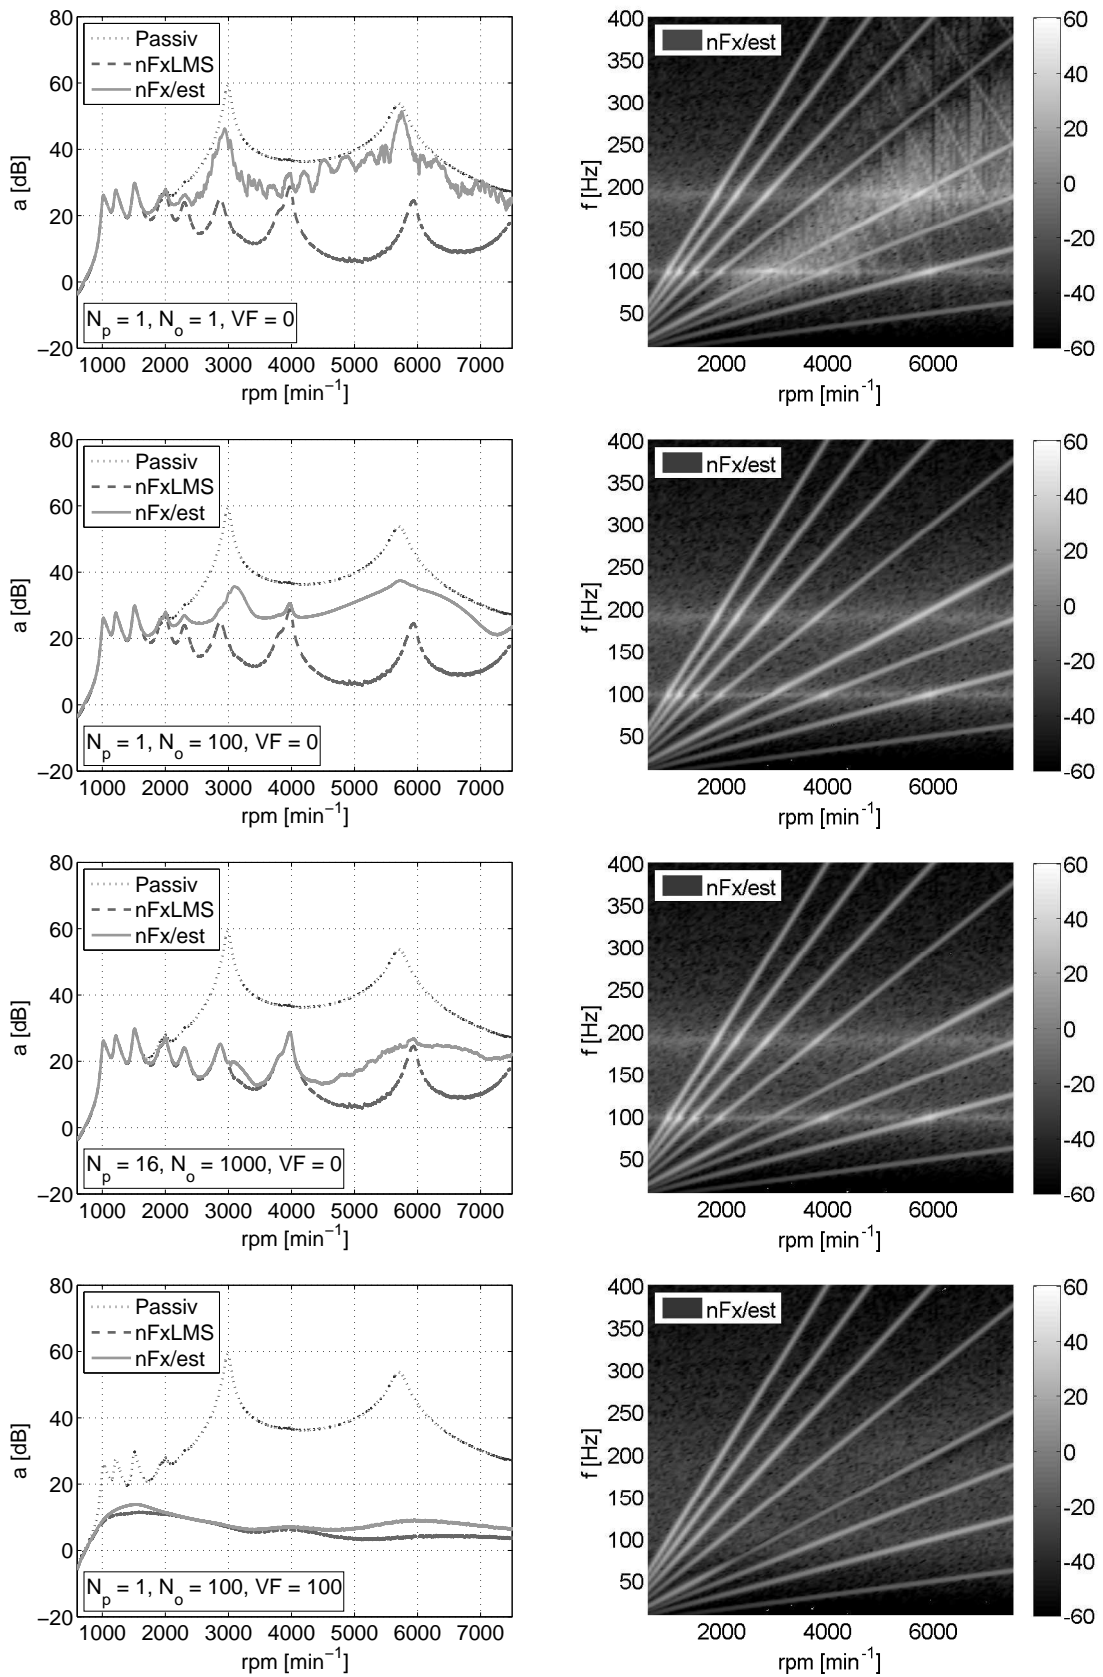 80
60
40
20
0
−20
a [dB]
Passiv
nFxLMS
nFx/est
N_p = 1, N_o = 1, VF = 0
1000 2000 3000 4000 5000 6000 7000
rpm [min⁻¹]
400
350
300
250
200
150
100
50
f [Hz]
nFx/est
2000 4000 6000
rpm [min⁻¹]
60
40
20
0
-20
-40
-60
80
60
40
20
0
−20
a [dB]
Passiv
nFxLMS
nFx/est
N_p = 1, N_o = 100, VF = 0
1000 2000 3000 4000 5000 6000 7000
rpm [min⁻¹]
400
350
300
250
200
150
100
50
f [Hz]
nFx/est
2000 4000 6000
rpm [min⁻¹]
60
40
20
0
-20
-40
-60
80
60
40
20
0
−20
a [dB]
Passiv
nFxLMS
nFx/est
N_p = 16, N_o = 1000, VF = 0
1000 2000 3000 4000 5000 6000 7000
rpm [min⁻¹]
400
350
300
250
200
150
100
50
f [Hz]
nFx/est
2000 4000 6000
rpm [min⁻¹]
60
40
20
0
-20
-40
-60
80
60
40
20
0
−20
a [dB]
Passiv
nFxLMS
nFx/est
N_p = 1, N_o = 100, VF = 100
1000 2000 3000 4000 5000 6000 7000
rpm [min⁻¹]
400
350
300
250
200
150
100
50
f [Hz]
nFx/est
2000 4000 6000
rpm [min⁻¹]
60
40
20
0
-20
-40
-60